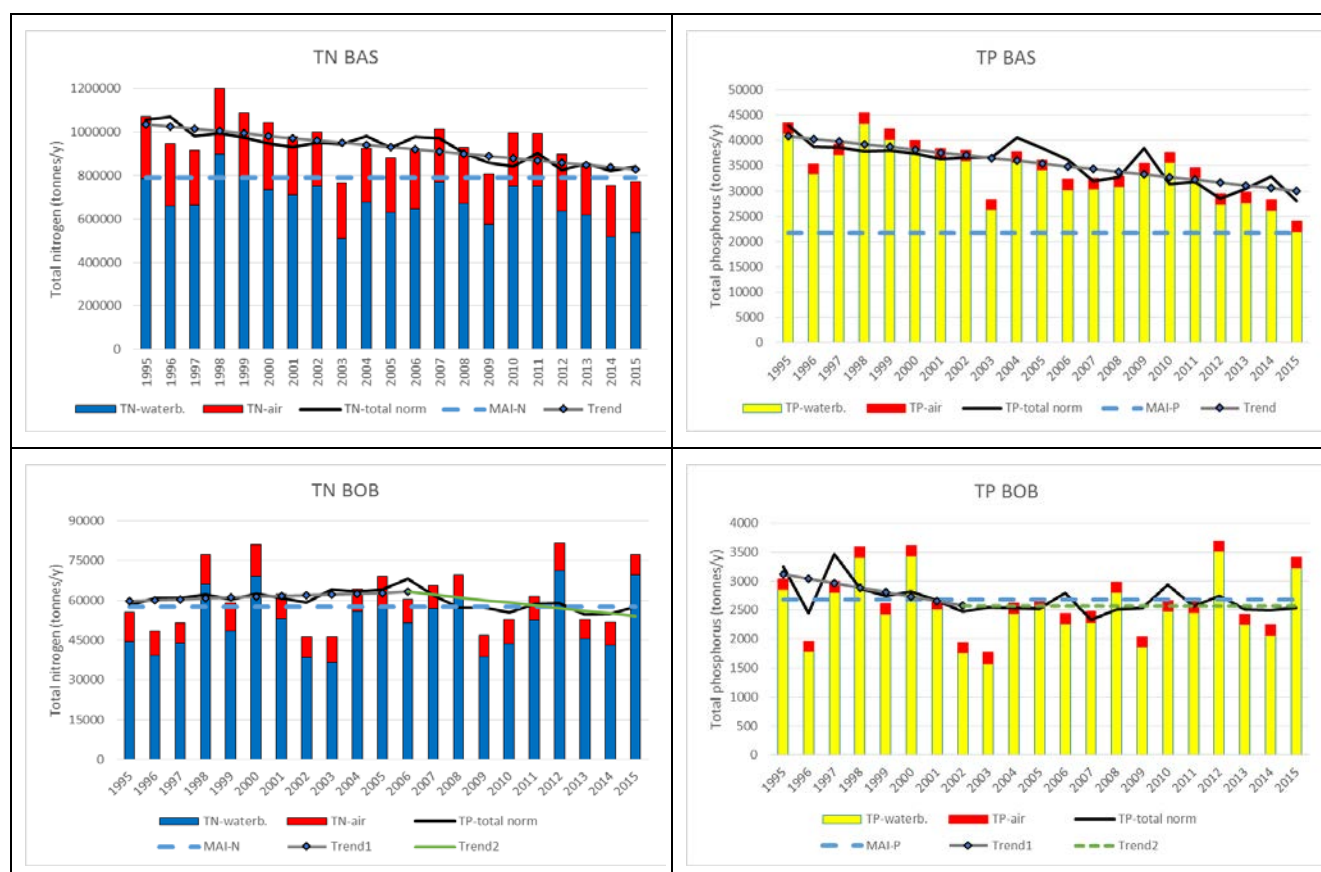 TN BAS
Total nitrogen (tonnes/y)
1200000
1000000
800000
600000
400000
200000
0
1995 1996 1997 1998 1999 2000 2001 2002 2003 2004 2005 2006 2007 2008 2009 2010 2011 2012 2013 2014 2015
TN-waterb. TN-air TN-total norm MAI-N Trend
TP BAS
Total phosphorus (tonnes/y)
50000
45000
40000
35000
30000
25000
20000
15000
10000
5000
0
1995 1996 1997 1998 1999 2000 2001 2002 2003 2004 2005 2006 2007 2008 2009 2010 2011 2012 2013 2014 2015
TP-waterb. TP-air TP-total norm MAI-P Trend
TN BOB
Total nitrogen (tonnes/y)
90000
75000
60000
45000
30000
15000
0
1995 1996 1997 1998 1999 2000 2001 2002 2003 2004 2005 2006 2007 2008 2009 2010 2011 2012 2013 2014 2015
TN-waterb. TN-air TP-total norm
MAI-N Trend1 Trend2
TP BOB
Total phosphorus (tonnes/y)
4000
3500
3000
2500
2000
1500
1000
500
0
1995 1996 1997 1998 1999 2000 2001 2002 2003 2004 2005 2006 2007 2008 2009 2010 2011 2012 2013 2014 2015
TP-waterb. TP-air TP-total norm
MAI-P Trend1 Trend2